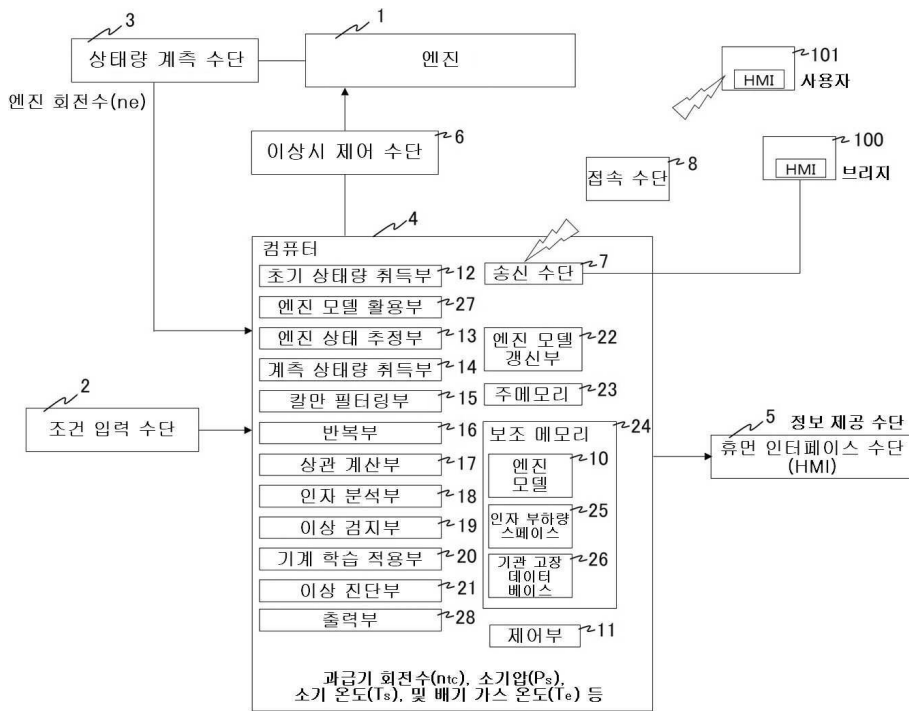 3
상태량 계측 수단
1
엔진
엔진 회전수(ne)
이상시 제어 수단
6
101
HMI
사용자
100
HMI
브리지
접속 수단
8
4
컴퓨터
초기 상태량 취득부
12
엔진 모델 활용부
27
엔진 상태 추정부
13
계측 상태량 취득부
14
칼만 필터링부
15
반복부
16
상관 계산부
17
인자 분석부
18
이상 검지부
19
기계 학습 적용부
20
이상 진단부
21
출력부
28
송신 수단
7
엔진 모델
갱신부
22
주메모리
23
보조 메모리
24
엔진
모델
10
인자 부하량
스페이스
25
기관 고장
데이터
베이스
26
제어부
11
과급기 회전수(ntc), 소기압(Ps),
소기 온도(Ts), 및 배기 가스 온도(Te) 등
2
조건 입력 수단
5
정보 제공 수단
휴먼 인터페이스 수단
(HMI)